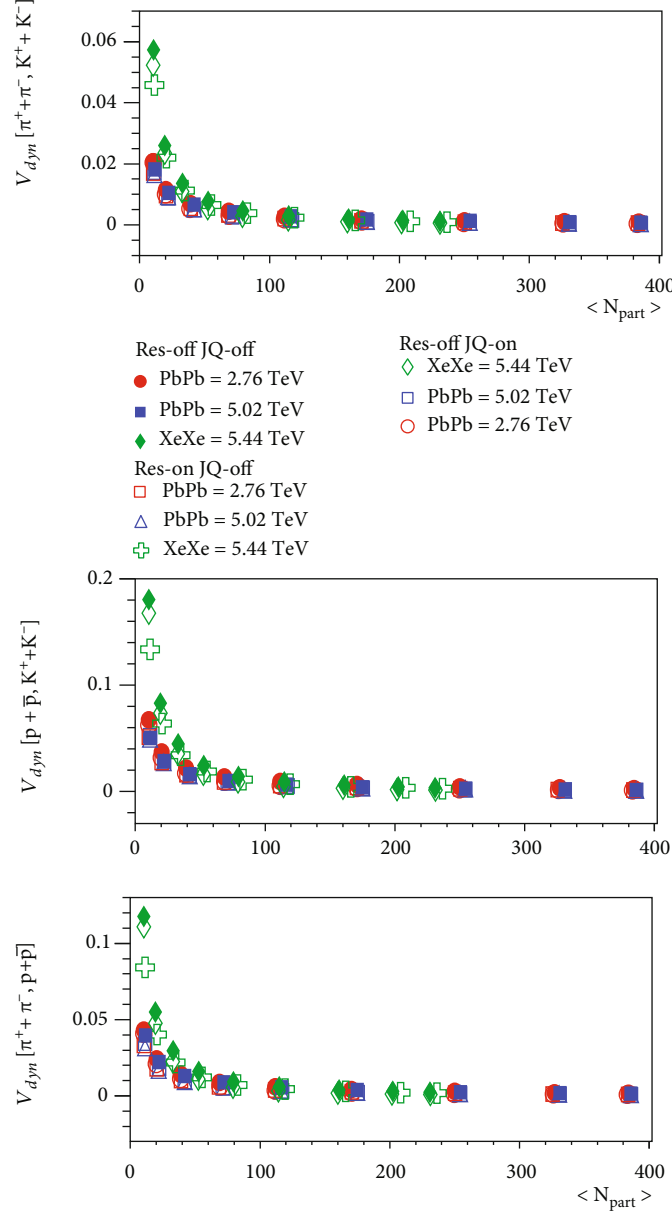 V_dyn [π⁺+π⁻, K⁺ + K⁻]
0.06
0.04
0.02
0
0 100 200 300 400
< N_part >
Res-off JQ-off
PbPb = 2.76 TeV
PbPb = 5.02 TeV
XeXe = 5.44 TeV
Res-on JQ-off
PbPb = 2.76 TeV
PbPb = 5.02 TeV
XeXe = 5.44 TeV
Res-off JQ-on
XeXe = 5.44 TeV
PbPb = 5.02 TeV
PbPb = 2.76 TeV
V_dyn [p + p̅, K⁺+K⁻]
0.2
0.1
0
0 100 200 300 400
V_dyn [π⁺+ π⁻, p+p̅]
0.1
0.05
0
0 100 200 300 400
< N_part >